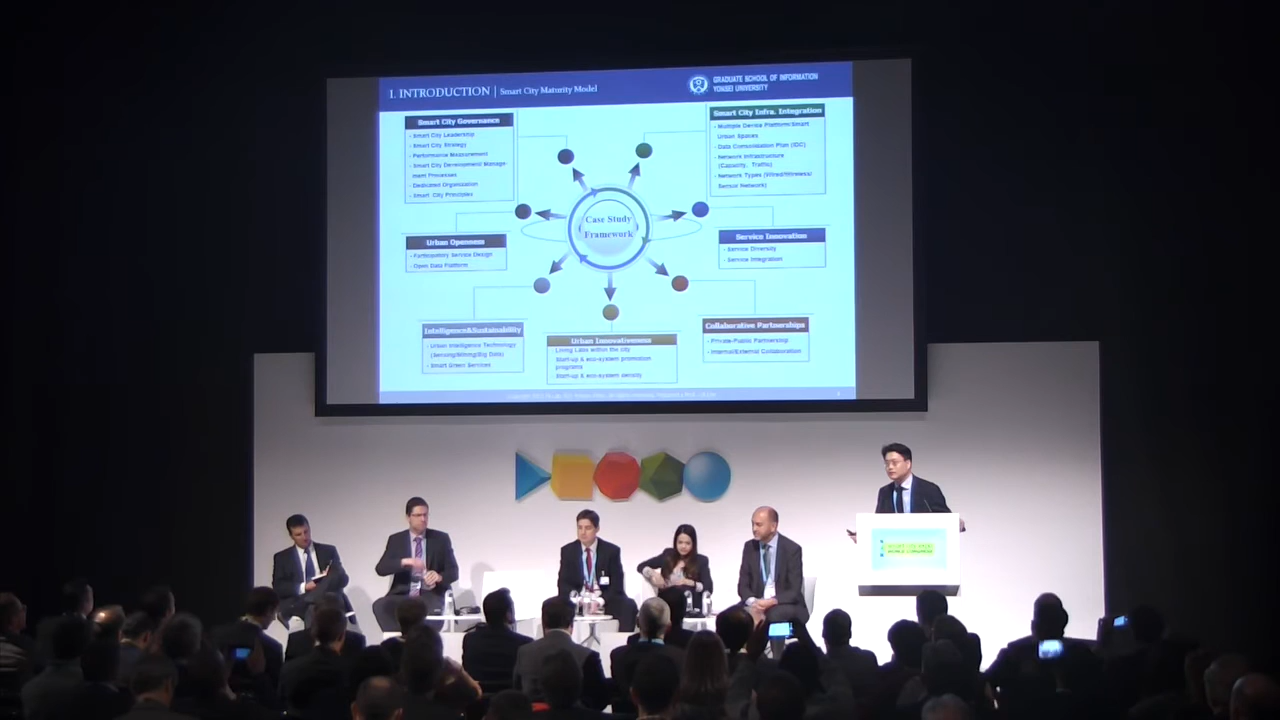 1. INTRODUCTION | Smart City Maturity Model
GRADUATE SCHOOL OF INFORMATION
YONSEI UNIVERSITY
Smart City Governance
- Smart City Leadership
- Smart City Strategy
- Performance Measurement
- Smart City Development Manage-
ment Processes
- Dedicated Organization
- Smart City Principles
Smart City Infra. Integration
- Multiple Device Platform/Smart
Urban Spaces
- Data Consolidation Plan (IDC)
- Network Infrastructure
(Capacity, Traffic)
- Network Types (Wired/Wireless/
Sensor Network)
Case Study
Framework
Urban Openness
Service Design
- Open Data Platform
Service Innovation
- Service Diversity
- Service Integration
Intelligence&Sustainability
- Urban Intelligence Technology
(Sensing/Mining/Big Data)
- Smart Green Services
Urban Innovativeness
Living Labs within the city
Start-up & eco-system promotion
programs
Start-up & eco-system density
Collaborative Partnerships
- Private-Public Partnership
- Internal/External Collaboration